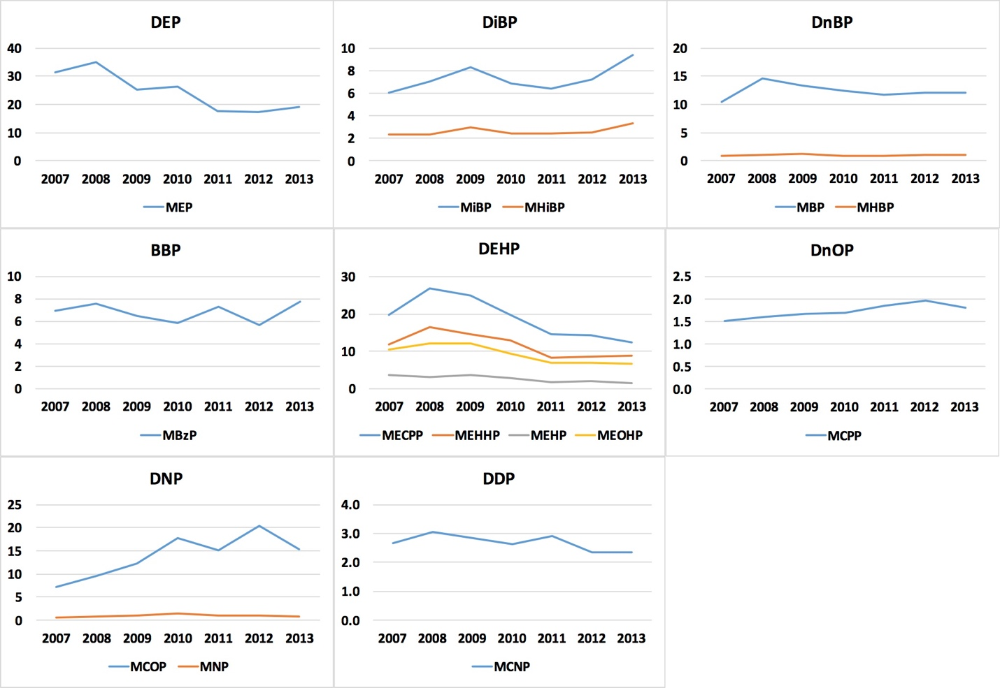 DEP
40
30
20
10
0
2007 2008 2009 2010 2011 2012 2013
MEP
DiBP
10
8
6
4
2
0
2007 2008 2009 2010 2011 2012 2013
MiBP MHiBP
DnBP
20
15
10
5
0
2007 2008 2009 2010 2011 2012 2013
MBP MHBP
BBP
10
8
6
4
2
0
2007 2008 2009 2010 2011 2012 2013
MBzP
DEHP
30
20
10
0
2007 2008 2009 2010 2011 2012 2013
MECPP MEHHP MEHP MEOHP
DnOP
2.5
2.0
1.5
1.0
0.5
0.0
2007 2008 2009 2010 2011 2012 2013
MCPP
DNP
25
20
15
10
5
0
2007 2008 2009 2010 2011 2012 2013
MCOP MNP
DDP
4.0
3.0
2.0
1.0
0.0
2007 2008 2009 2010 2011 2012 2013
MCNP